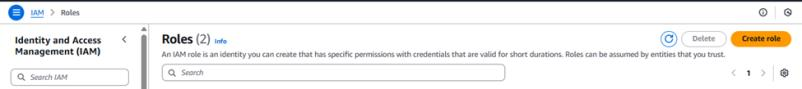 IAM > Roles
Identity and Access Management (IAM)
Search IAM
Roles (2) Info
Delete
Create role
An IAM role is an identity you can create that has specific permissions with credentials that are valid for short durations. Roles can be assumed by entities that you trust.
Search
< 1 >